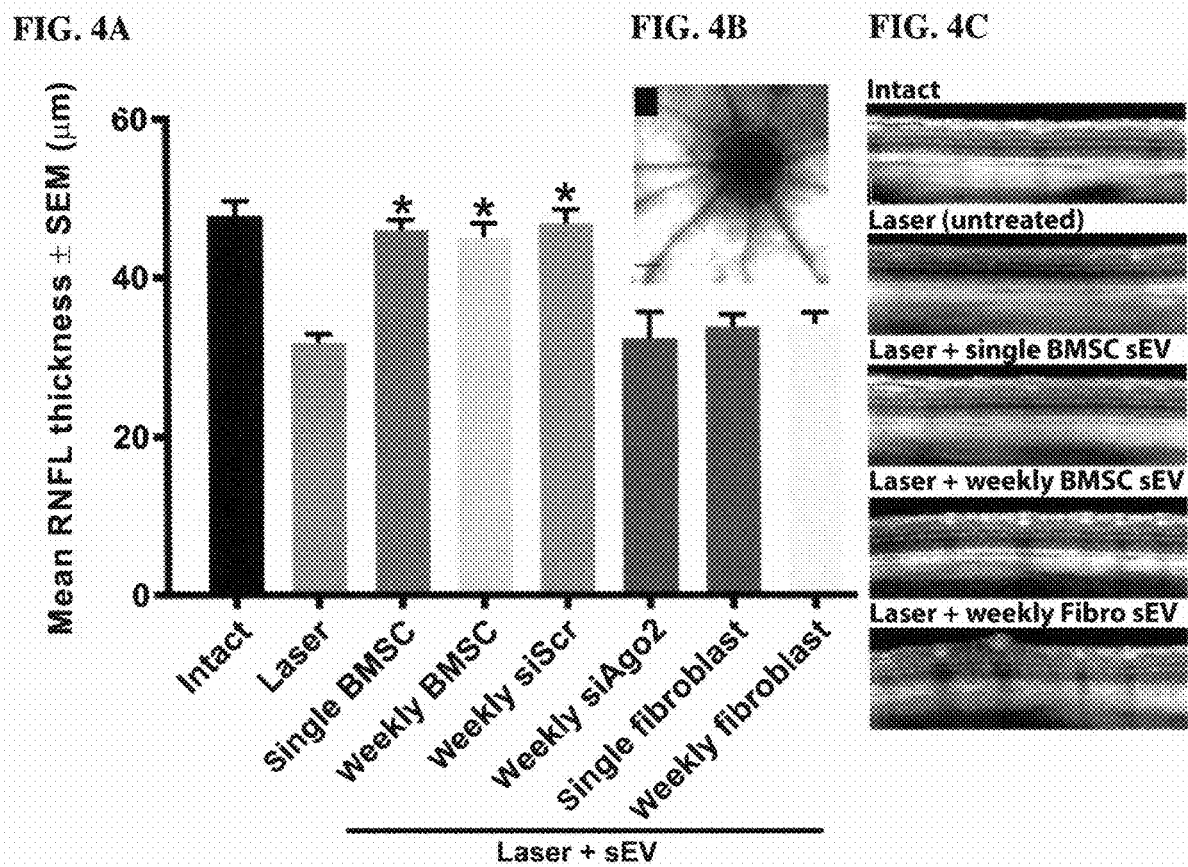 FIG. 4A
Mean RNFL thickness ± SEM (μm)
60
40
20
0
*
*
*
Intact
Laser
Single BMSC
Weekly BMSC
Weekly siScr
Weekly siAgo2
Single fibroblast
Weekly fibroblast
Laser + sEV
FIG. 4B
FIG. 4C
Intact
Laser (untreated)
Laser + single BMSC sEV
Laser + weekly BMSC sEV
Laser + weekly Fibro sEV